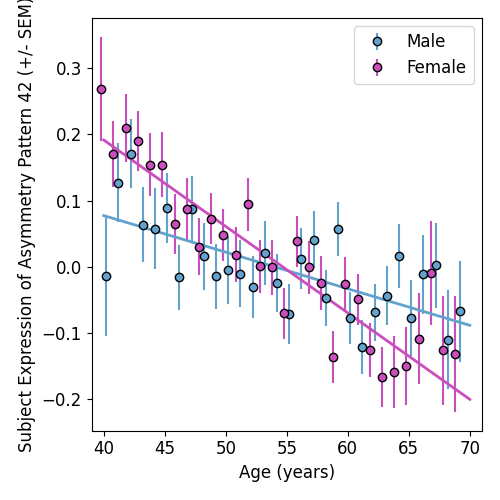 Subject Expression of Asymmetry Pattern 42 (+/- SEM)
Male
Female
0.3
0.2
0.1
0.0
−0.1
−0.2
40 45 50 55 60 65 70
Age (years)